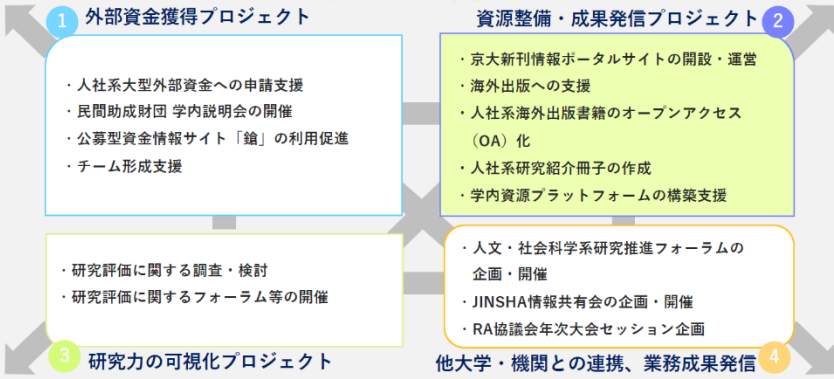 1 外部資金獲得プロジェクト
・人社系大型外部資金への申請支援
・民間助成財団 学内説明会の開催
・公募型資金情報サイト「鎗」の利用促進
・チーム形成支援
資源整備・成果発信プロジェクト 2
・京大新刊情報ポータルサイトの開設・運営
・海外出版への支援
・人社系海外出版書籍のオープンアクセス
（OA）化
・人社系研究紹介冊子の作成
・学内資源プラットフォームの構築支援
・研究評価に関する調査・検討
・研究評価に関するフォーラム等の開催
3 研究力の可視化プロジェクト
・人文・社会科学系研究推進フォーラムの
企画・開催
・JINSHA情報共有会の企画・開催
・RA協議会年次大会セッション企画
他大学・機関との連携、業務成果発信 4